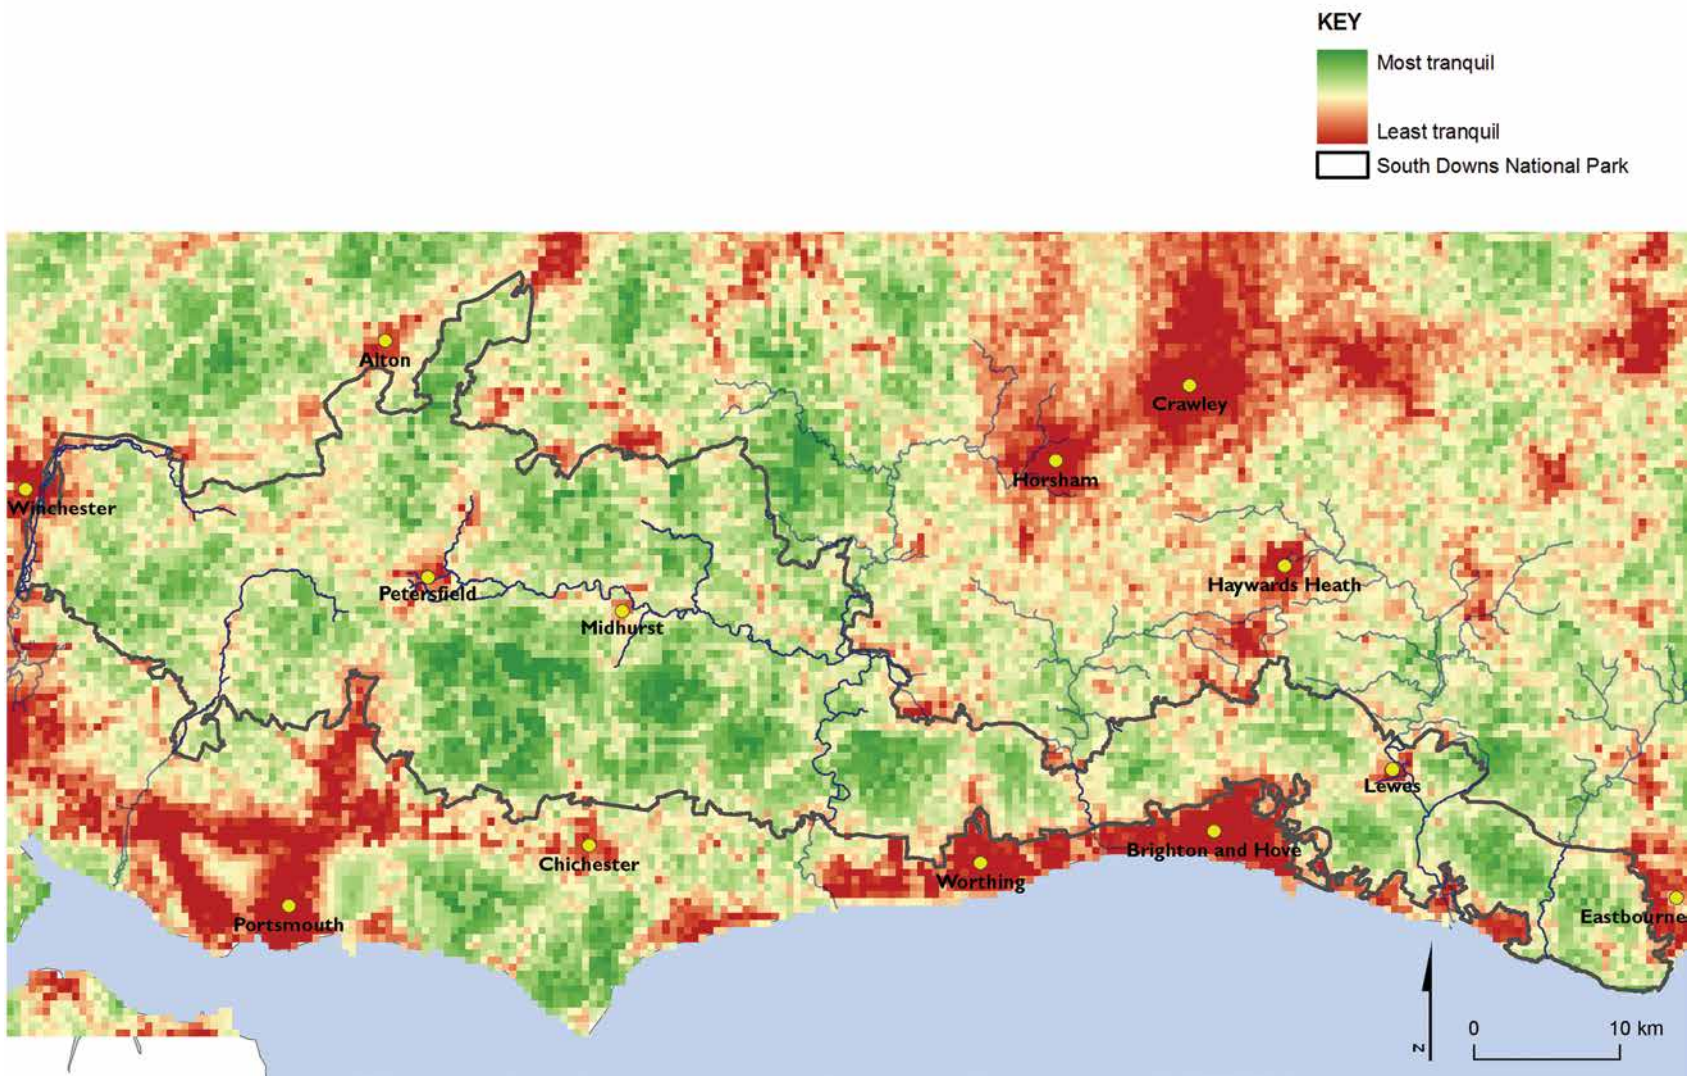 KEY
Most tranquil
Least tranquil
South Downs National Park
Alton
Crawley
Horsham
Winchester
Haywards Heath
Petersfield
Midhurst
Lewes
Chichester
Brighton and Hove
Worthing
Portsmouth
Eastbourne
0 10 km
z